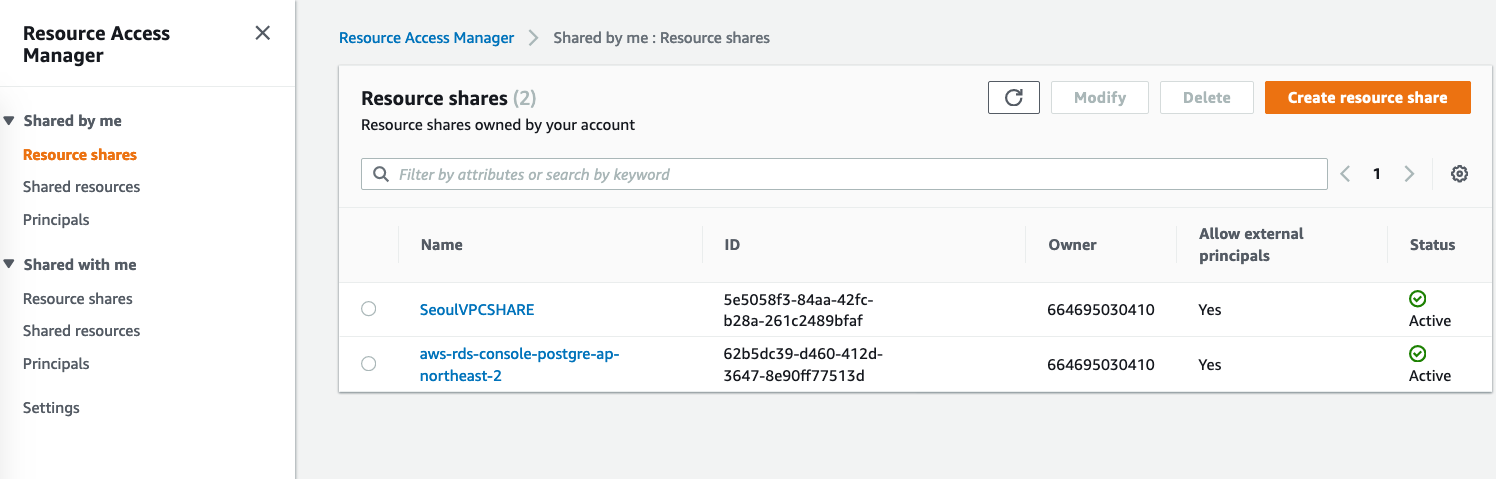 Resource Access
Manager
Shared by me
Resource shares
Shared resources
Principals
Shared with me
Resource shares
Shared resources
Principals
Settings
Resource Access Manager > Shared by me : Resource shares
Resource shares (2)
Resource shares owned by your account
Modify
Delete
Create resource share
Filter by attributes or search by keyword
1
Name
ID
Owner
Allow external
principals
Status
SeoulVPCSHARE
5e5058f3-84aa-42fc-
b28a-261c2489bfaf
664695030410
Yes
Active
aws-rds-console-postgre-ap-
northeast-2
62b5dc39-d460-412d-
3647-8e90ff77513d
664695030410
Yes
Active